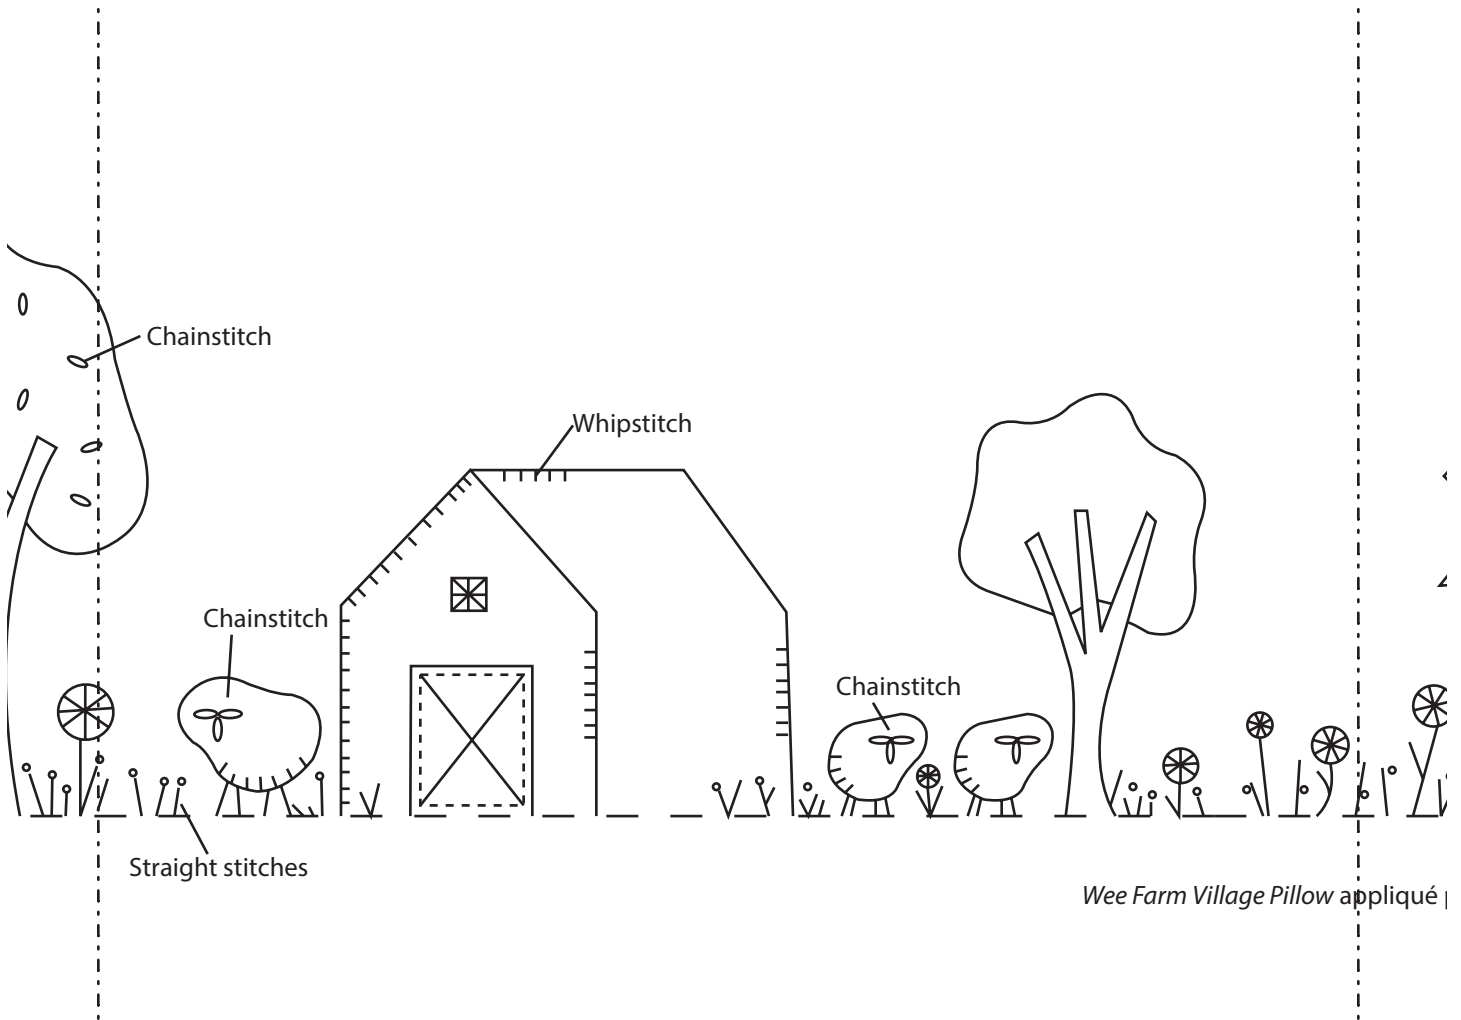 Chainstitch
Whipstitch
Chainstitch
Chainstitch
Straight stitches
Wee Farm Village Pillow appliqué